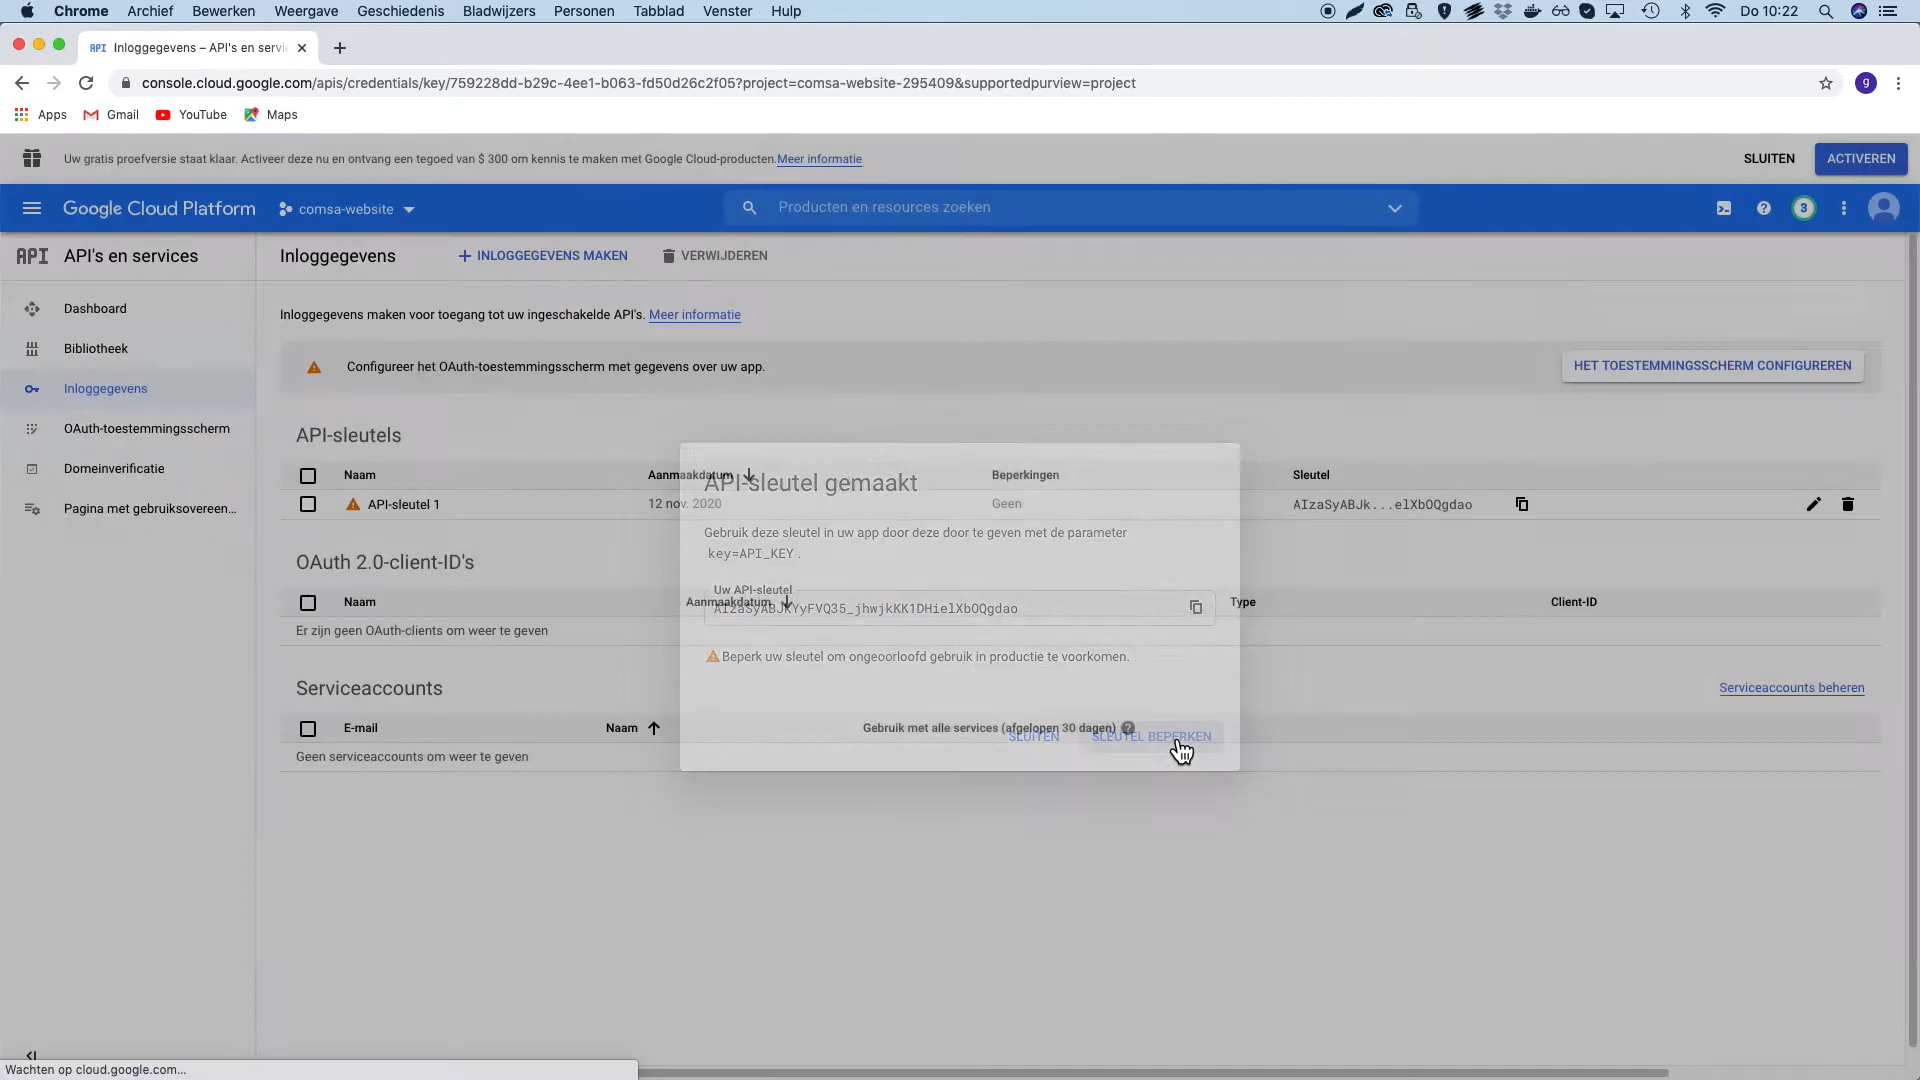 Chrome Archief Bewerken Weergave Geschiedenis Bladwijzers Personen Tabblad Venster Hulp Do 10:22
API Inloggegevens – API's en servi
console.cloud.google.com/apis/credentials/key/759228dd-b29c-4ee1-b063-fd50d26c2f05?project=comsa-website-295409&supportedpurview=project g
Apps Gmail YouTube Maps
Uw gratis proefversie staat klaar. Activeer deze nu en ontvang een tegoed van $ 300 om kennis te maken met Google Cloud-producten. Meer informatie SLUITEN ACTIVEREN
Google Cloud Platform comsa-website Producten en resources zoeken 3
API API's en services Inloggegevens + INLOGGEGEVENS MAKEN VERWIJDEREN
Dashboard
Bibliotheek
Inloggegevens
OAuth-toestemmingsscherm
Domeinverificatie
Pagina met gebruiksovereen...
Inloggegevens maken voor toegang tot uw ingeschakelde API's. Meer informatie
Configureer het OAuth-toestemmingsscherm met gegevens over uw app. HET TOESTEMMINGSSCHERM CONFIGUREREN
API-sleutels
Naam Aanmaakdatum Beperkingen Sleutel
API-sleutel 1 12 nov. 2020 Geen AIzaSyABJk...elXbOQgdao
OAuth 2.0-client-ID's
Naam Aanmaakdatum Type Client-ID
Er zijn geen OAuth-clients om weer te geven
Serviceaccounts Serviceaccounts beheren
E-mail Naam Gebruik met alle services (afgelopen 30 dagen)
Geen serviceaccounts om weer te geven
API-sleutel gemaakt
Gebruik deze sleutel in uw app door deze door te geven met de parameter
key=API_KEY.
Uw API-sleutel
AIzaSyABJkYyFVQ35_jhwjkKK1DHielXbOQgdao
Beperk uw sleutel om ongeoorloofd gebruik in productie te voorkomen.
SLUITEN SLEUTEL BEPERKEN
Wachten op cloud.google.com...